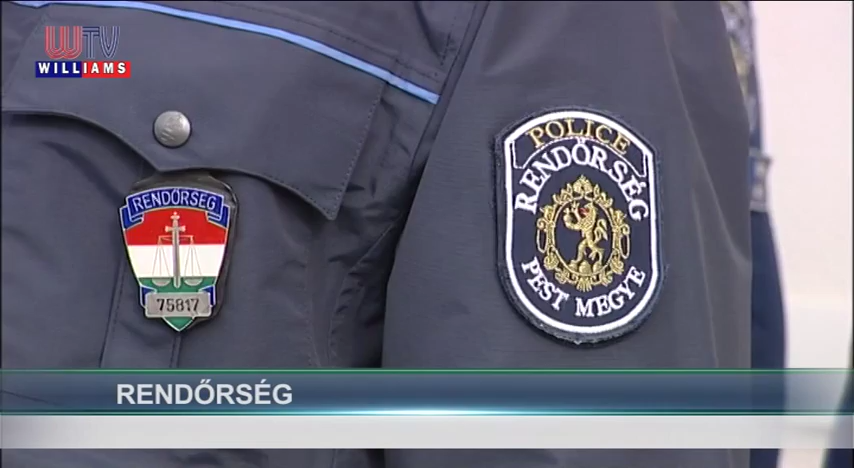 WTV
WILLIAMS
RENDŐRSÉG
75817
POLICE
RENDŐRSÉG
PEST MEGYE
RENDŐRSÉG